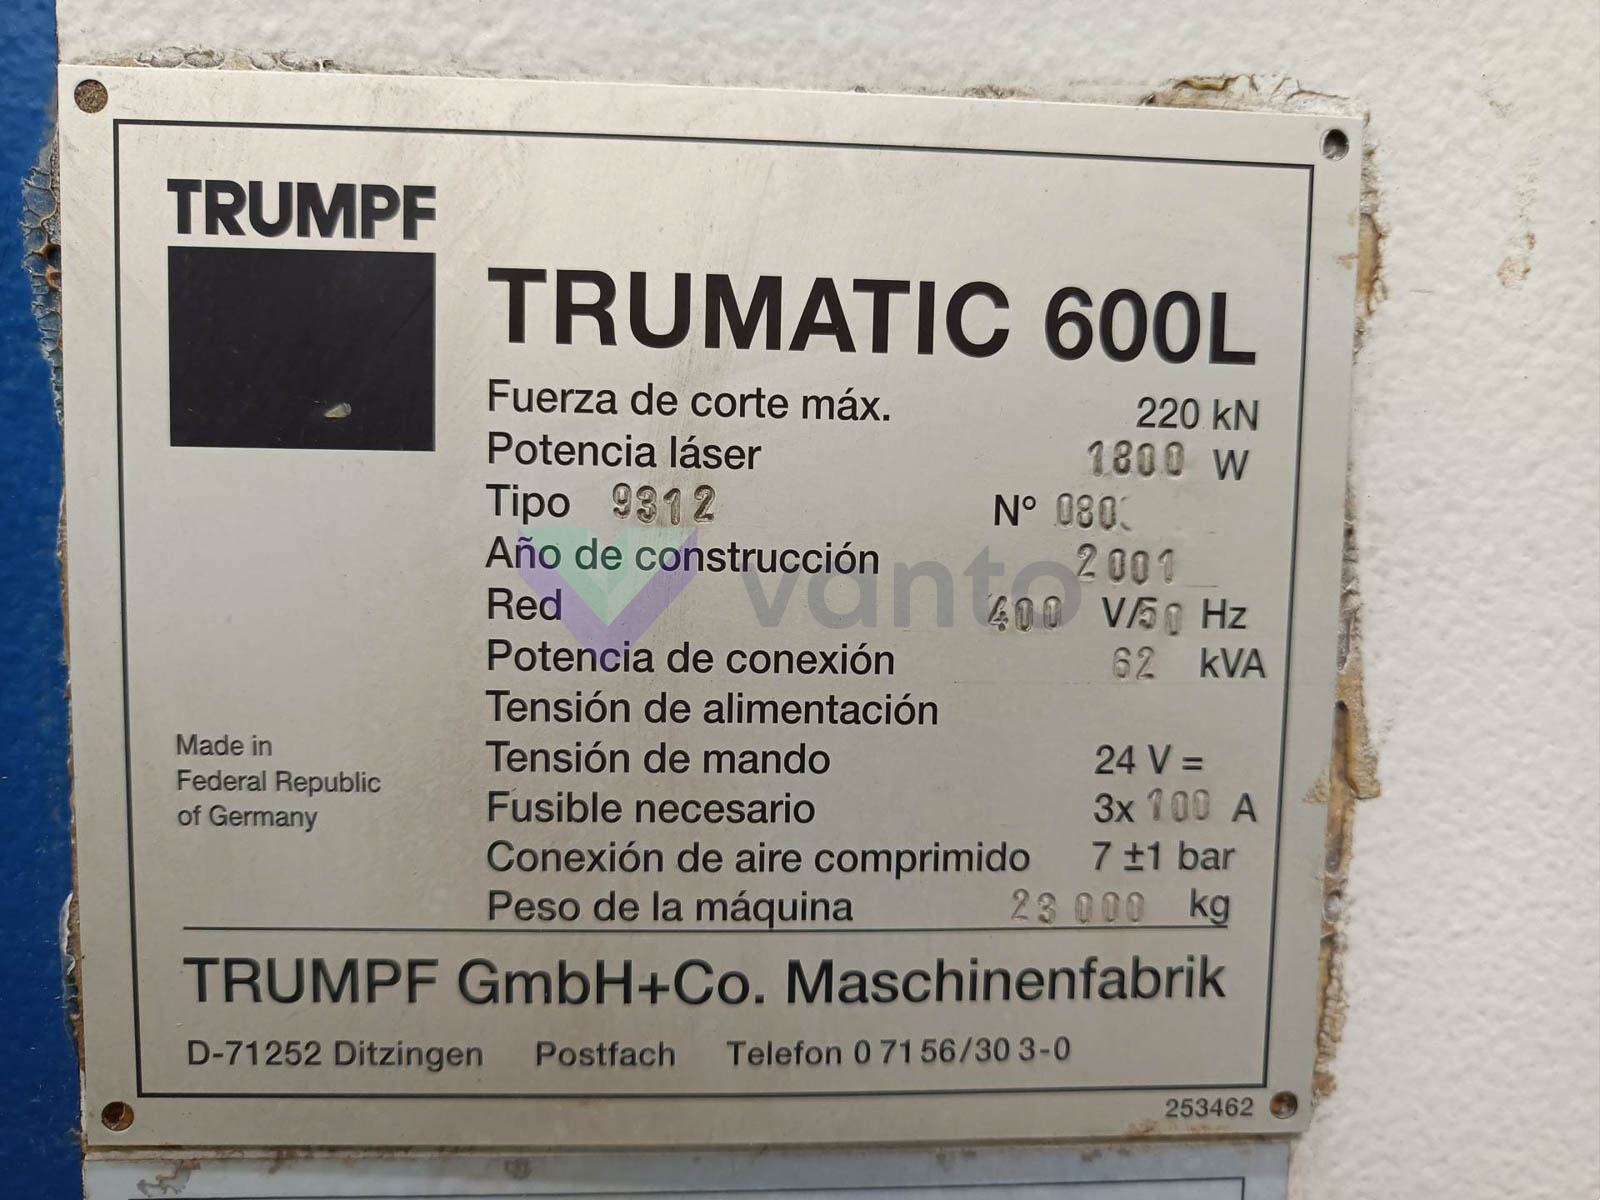 TRUMPF
TRUMATIC 600L
Fuerza de corte máx. 220 kN
Potencia láser 1800 W
Tipo 9312 Nº 080
Año de construcción 2001
Red 400 V/50 Hz
Potencia de conexión 62 kVA
Tensión de alimentación
Tensión de mando 24 V =
Fusible necesario 3x 100 A
Conexión de aire comprimido 7 ±1 bar
Peso de la máquina 23 000 kg
Made in
Federal Republic
of Germany
TRUMPF GmbH+Co. Maschinenfabrik
D-71252 Ditzingen Postfach Telefon 0 71 56/30 3-0
253462
vanto